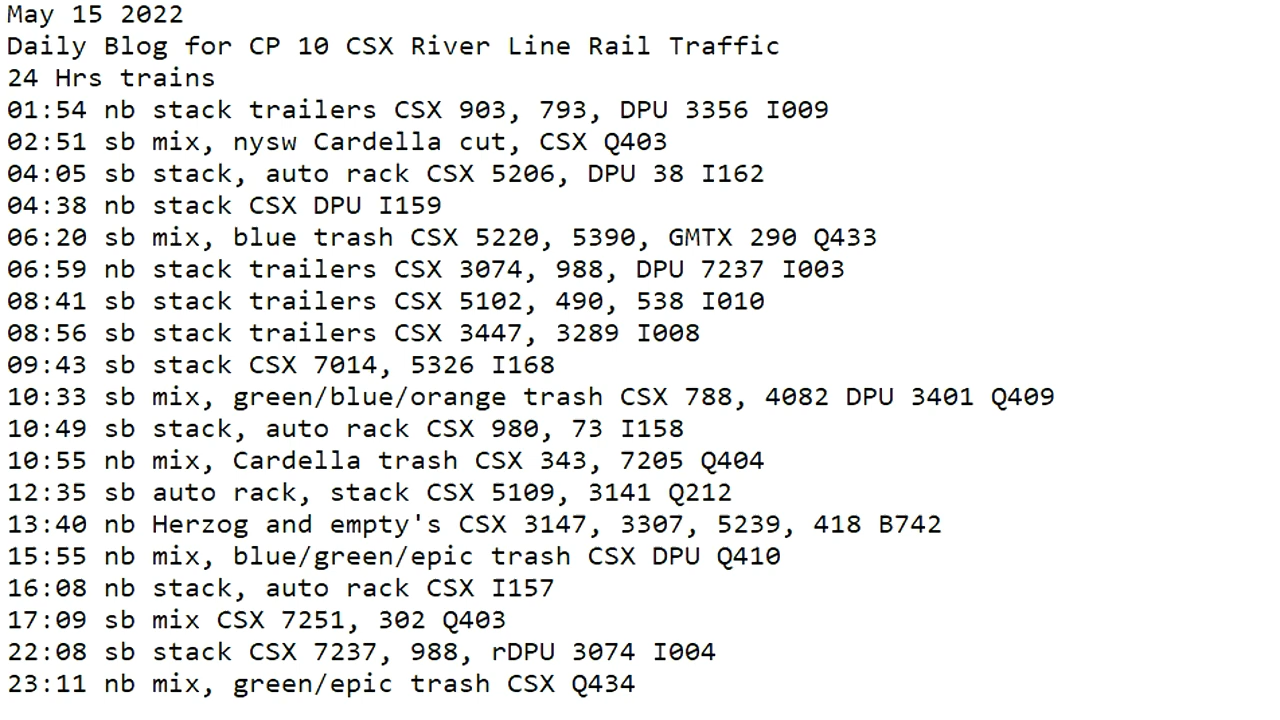 May 15 2022
Daily Blog for CP 10 CSX River Line Rail Traffic
24 Hrs trains
01:54 nb stack trailers CSX 903, 793, DPU 3356 I009
02:51 sb mix, nysw Cardella cut, CSX Q403
04:05 sb stack, auto rack CSX 5206, DPU 38 I162
04:38 nb stack CSX DPU I159
06:20 sb mix, blue trash CSX 5220, 5390, GMTX 290 Q433
06:59 nb stack trailers CSX 3074, 988, DPU 7237 I003
08:41 sb stack trailers CSX 5102, 490, 538 I010
08:56 sb stack trailers CSX 3447, 3289 I008
09:43 sb stack CSX 7014, 5326 I168
10:33 sb mix, green/blue/orange trash CSX 788, 4082 DPU 3401 Q409
10:49 sb stack, auto rack CSX 980, 73 I158
10:55 nb mix, Cardella trash CSX 343, 7205 Q404
12:35 sb auto rack, stack CSX 5109, 3141 Q212
13:40 nb Herzog and empty's CSX 3147, 3307, 5239, 418 B742
15:55 nb mix, blue/green/epic trash CSX DPU Q410
16:08 nb stack, auto rack CSX I157
17:09 sb mix CSX 7251, 302 Q403
22:08 sb stack CSX 7237, 988, rDPU 3074 I004
23:11 nb mix, green/epic trash CSX Q434